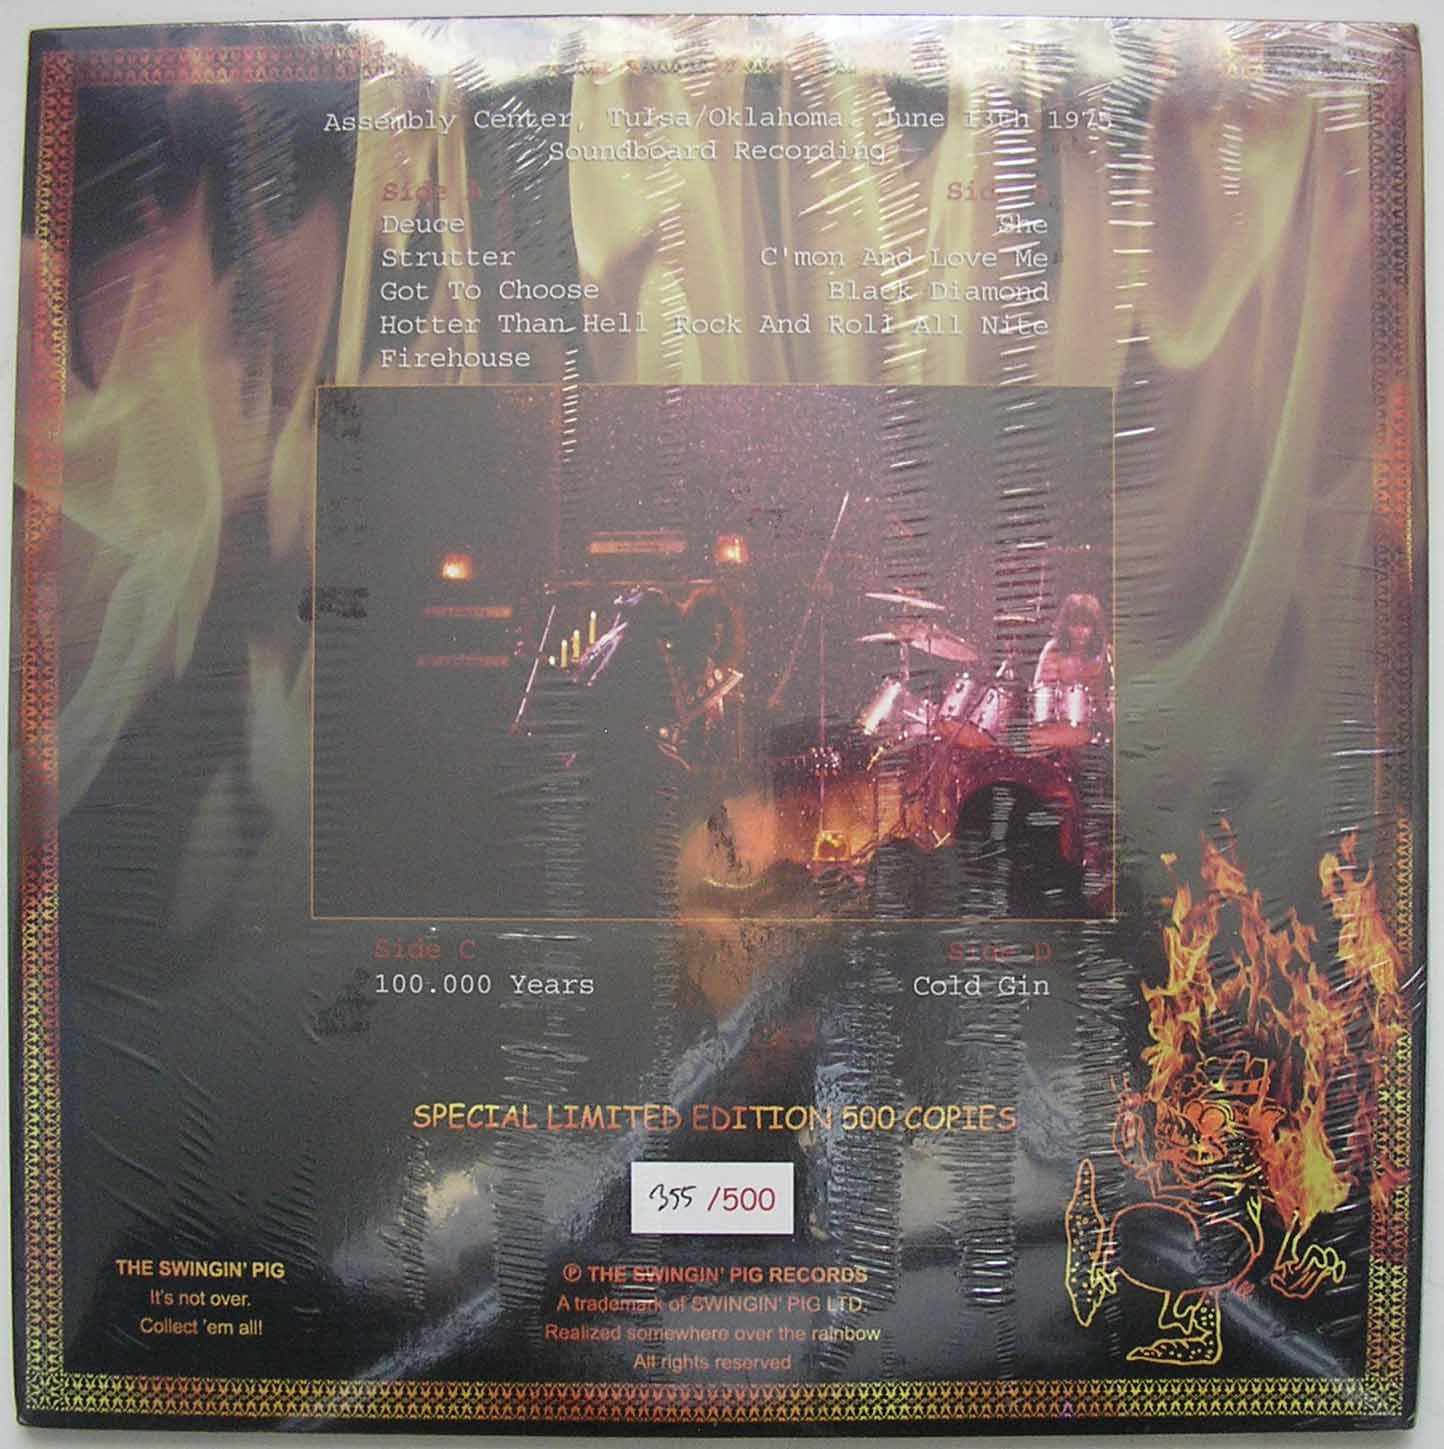 Assembly Center, Tulsa/Oklahoma, June 13th 1975
Soundboard Recording
Side A
Deuce
Strutter
Got To Choose
Hotter Than Hell
Firehouse
Side
She
C'mon And Love Me
Black Diamond
Rock And Roll All Nite
Side C
100.000 Years
Side D
Cold Gin
SPECIAL LIMITED EDITION 500 COPIES
355 /500
THE SWINGIN' PIG
It's not over.
Collect 'em all!
℗ THE SWINGIN' PIG RECORDS
A trademark of SWINGIN' PIG LTD.
Realized somewhere over the rainbow
All rights reserved